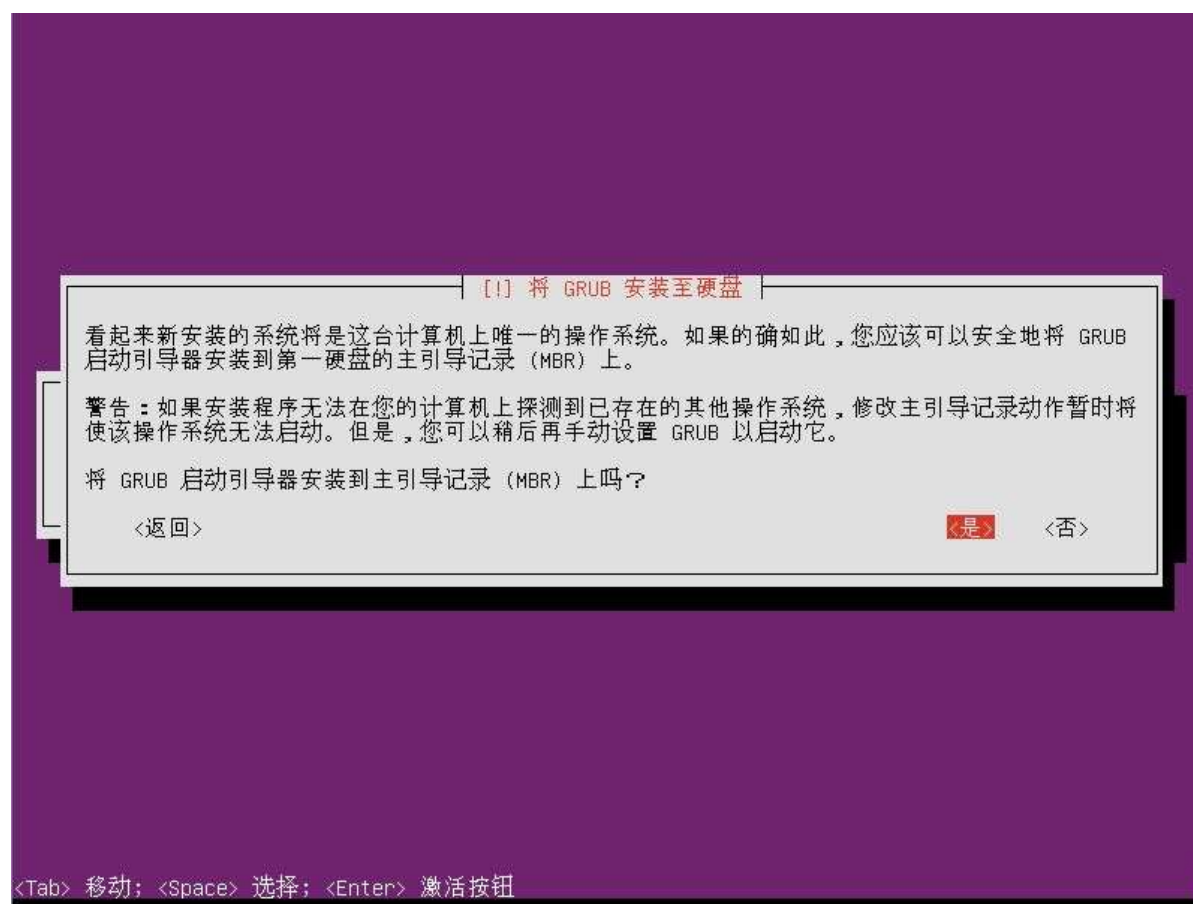 [!] 将 GRUB 安装至硬盘
看起来新安装的系统将是这台计算机上唯一的操作系统。如果的确如此，您应该可以安全地将 GRUB
启动引导器安装到第一硬盘的主引导记录 (MBR) 上。
警告：如果安装程序无法在您的计算机上探测到已存在的其他操作系统，修改主引导记录动作暂时将
使该操作系统无法启动。但是，您可以稍后再手动设置 GRUB 以启动它。
将 GRUB 启动引导器安装到主引导记录 (MBR) 上吗？
<返回> <是> <否>
<Tab> 移动; <Space> 选择; <Enter> 激活按钮